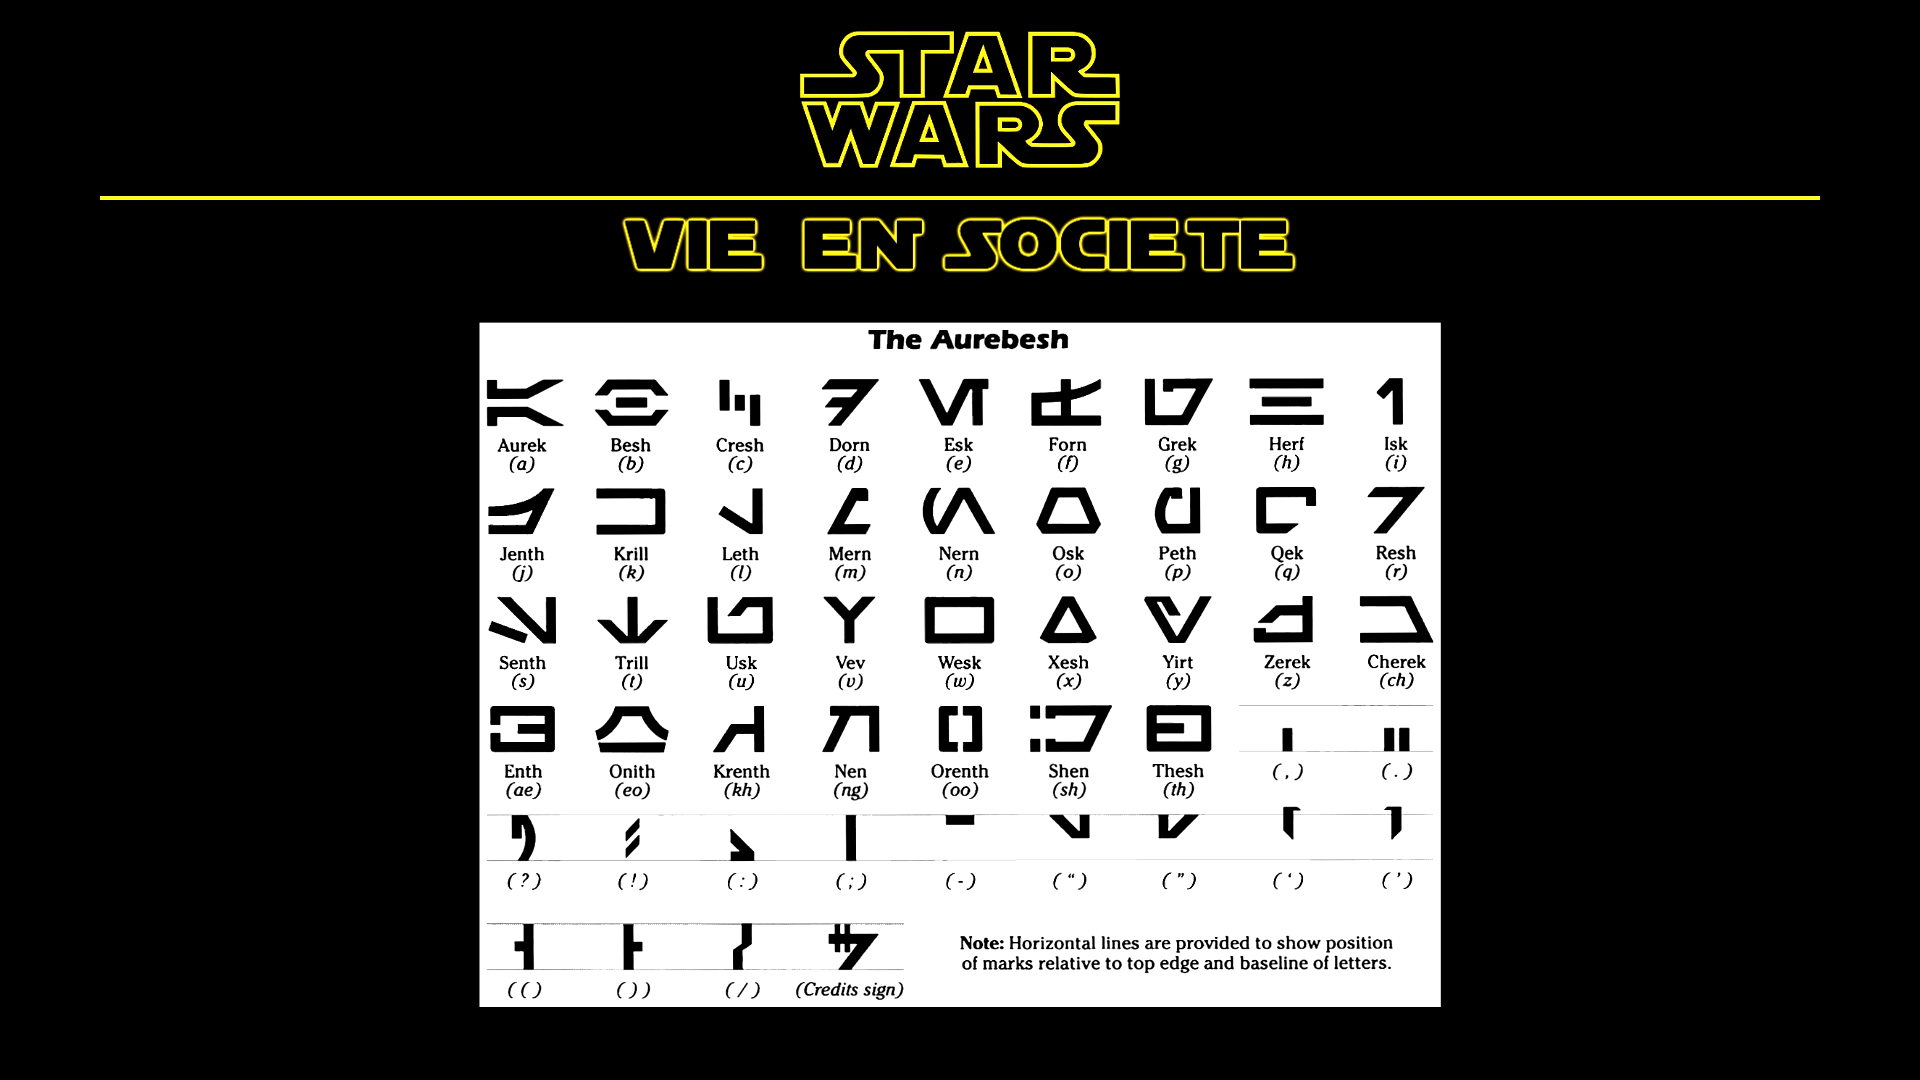 STAR
WARS
VIE EN SOCIETE
The Aurebesh
Aurek Besh Cresh Dorn Esk Forn Grek Herf Isk
(a) (b) (c) (d) (e) (f) (g) (h) (i)
Jenth Krill Leth Mern Nern Osk Peth Qek Resh
(j) (k) (l) (m) (n) (o) (p) (q) (r)
Senth Trill Usk Vev Wesk Xesh Yirt Zerek Cherek
(s) (t) (u) (v) (w) (x) (y) (z) (ch)
Enth Onith Krenth Nen Orenth Shen Thesh (,) (.)
(ae) (eo) (kh) (ng) (oo) (sh) (th)
(?) (!) (:) (;) (-) (“) (”) (‘) (’)
Note: Horizontal lines are provided to show position
of marks relative to top edge and baseline of letters.
(() ()) (/) (Credits sign)